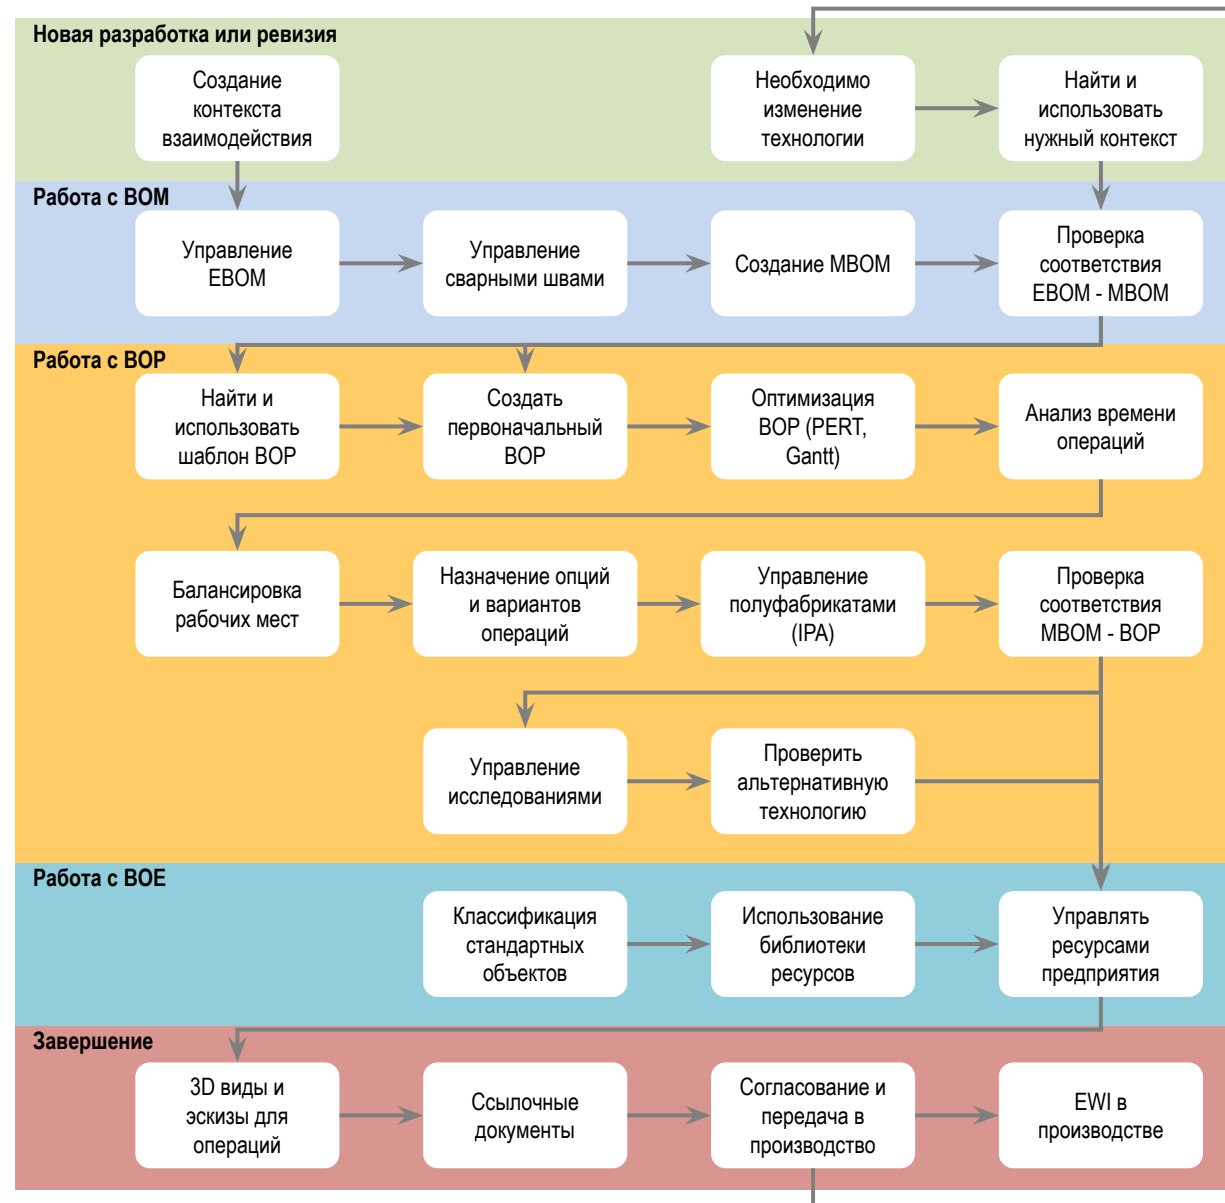 Новая разработка или ревизия
Создание
контекста
взаимодействия
Необходимо
изменение
технологии
Найти и
использовать
нужный контекст
Работа с BOM
Управление
EBOM
Управление
сварными швами
Создание MBOM
Проверка
соответствия
EBOM - MBOM
Работа с BOP
Найти и
использовать
шаблон BOP
Создать
первоначальный
BOP
Оптимизация
BOP (PERT,
Gantt)
Анализ времени
операций
Балансировка
рабочих мест
Назначение опций
и вариантов
операций
Управление
полуфабрикатами
(IPA)
Проверка
соответствия
MBOM - BOP
Управление
исследованиями
Проверить
альтернативную
технологию
Работа с BOE
Классификация
стандартных
объектов
Использование
библиотеки
ресурсов
Управлять
ресурсами
предприятия
Завершение
3D виды и
эскизы для
операций
Ссылочные
документы
Согласование и
передача в
производство
EWI в
производстве